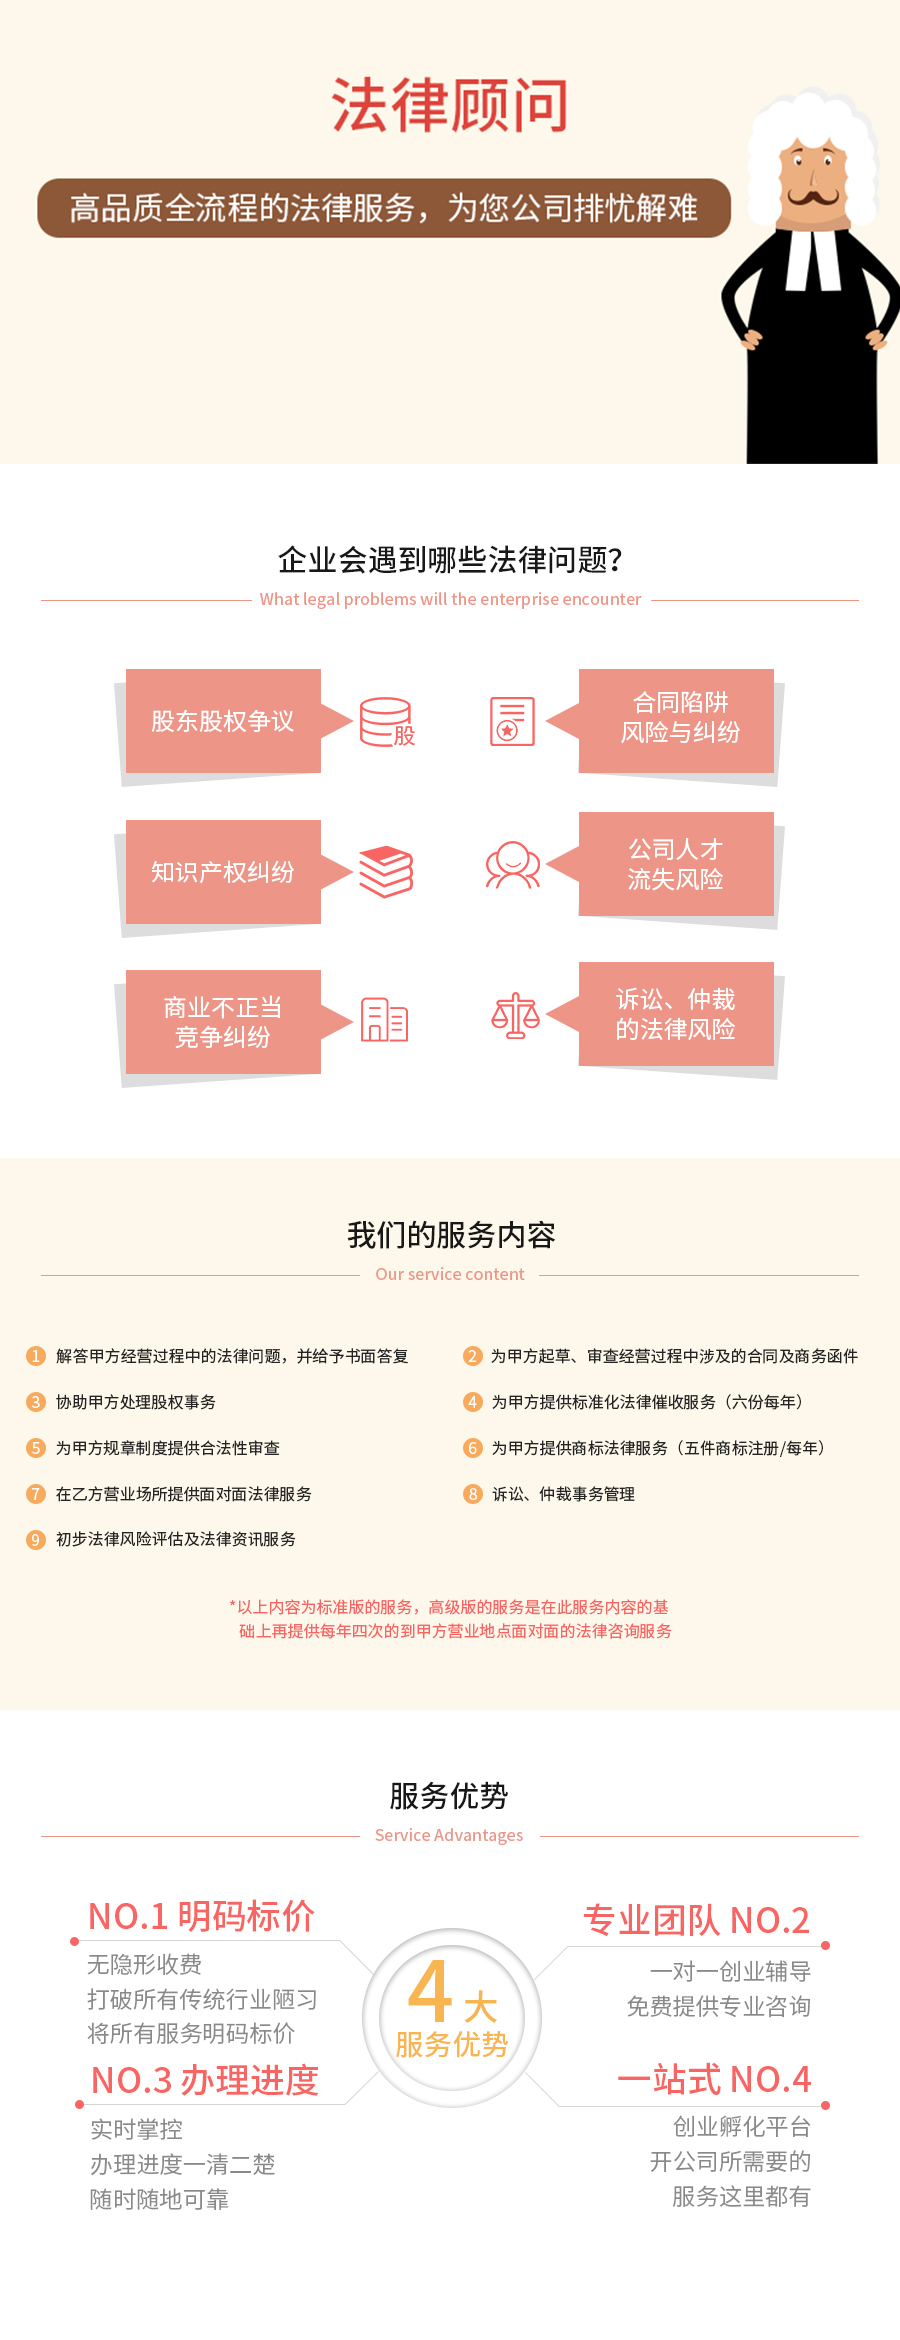 法律顾问
高品质全流程的法律服务，为您公司排忧解难
企业会遇到哪些法律问题？
What legal problems will the enterprise encounter
股东股权争议
股
合同陷阱
风险与纠纷
知识产权纠纷
公司人才
流失风险
商业不正当
竞争纠纷
诉讼、仲裁
的法律风险
我们的服务内容
Our service content
1 解答甲方经营过程中的法律问题，并给予书面答复
2 为甲方起草、审查经营过程中涉及的合同及商务函件
3 协助甲方处理股权事务
4 为甲方提供标准化法律催收服务（六份每年）
5 为甲方规章制度提供合法性审查
6 为甲方提供商标法律服务（五件商标注册/每年）
7 在乙方营业场所提供面对面法律服务
8 诉讼、仲裁事务管理
9 初步法律风险评估及法律资讯服务
*以上内容为标准版的服务，高级版的服务是在此服务内容的基
础上再提供每年四次的到甲方营业地点面对面的法律咨询服务
服务优势
Service Advantages
NO.1 明码标价
无隐形收费
打破所有传统行业陋习
将所有服务明码标价
专业团队 NO.2
一对一创业辅导
免费提供专业咨询
4大
服务优势
NO.3 办理进度
实时掌控
办理进度一清二楚
随时随地可靠
一站式 NO.4
创业孵化平台
开公司所需要的
服务这里都有